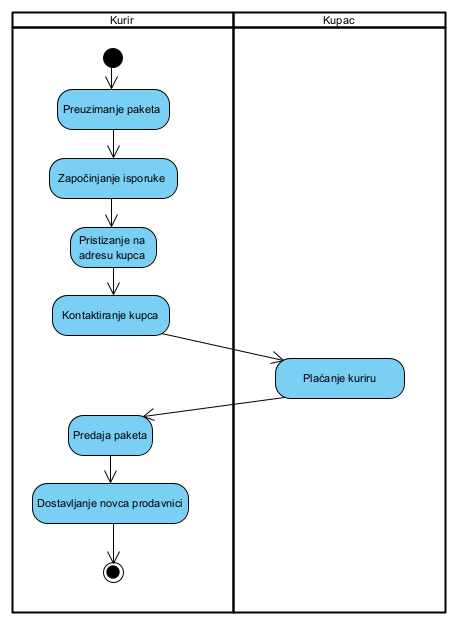 Kurir
Kupac
Preuzimanje paketa
Započinjanje isporuke
Pristizanje na
adresu kupca
Kontaktiranje kupca
Plaćanje kuriru
Predaja paketa
Dostavljanje novca prodavnici